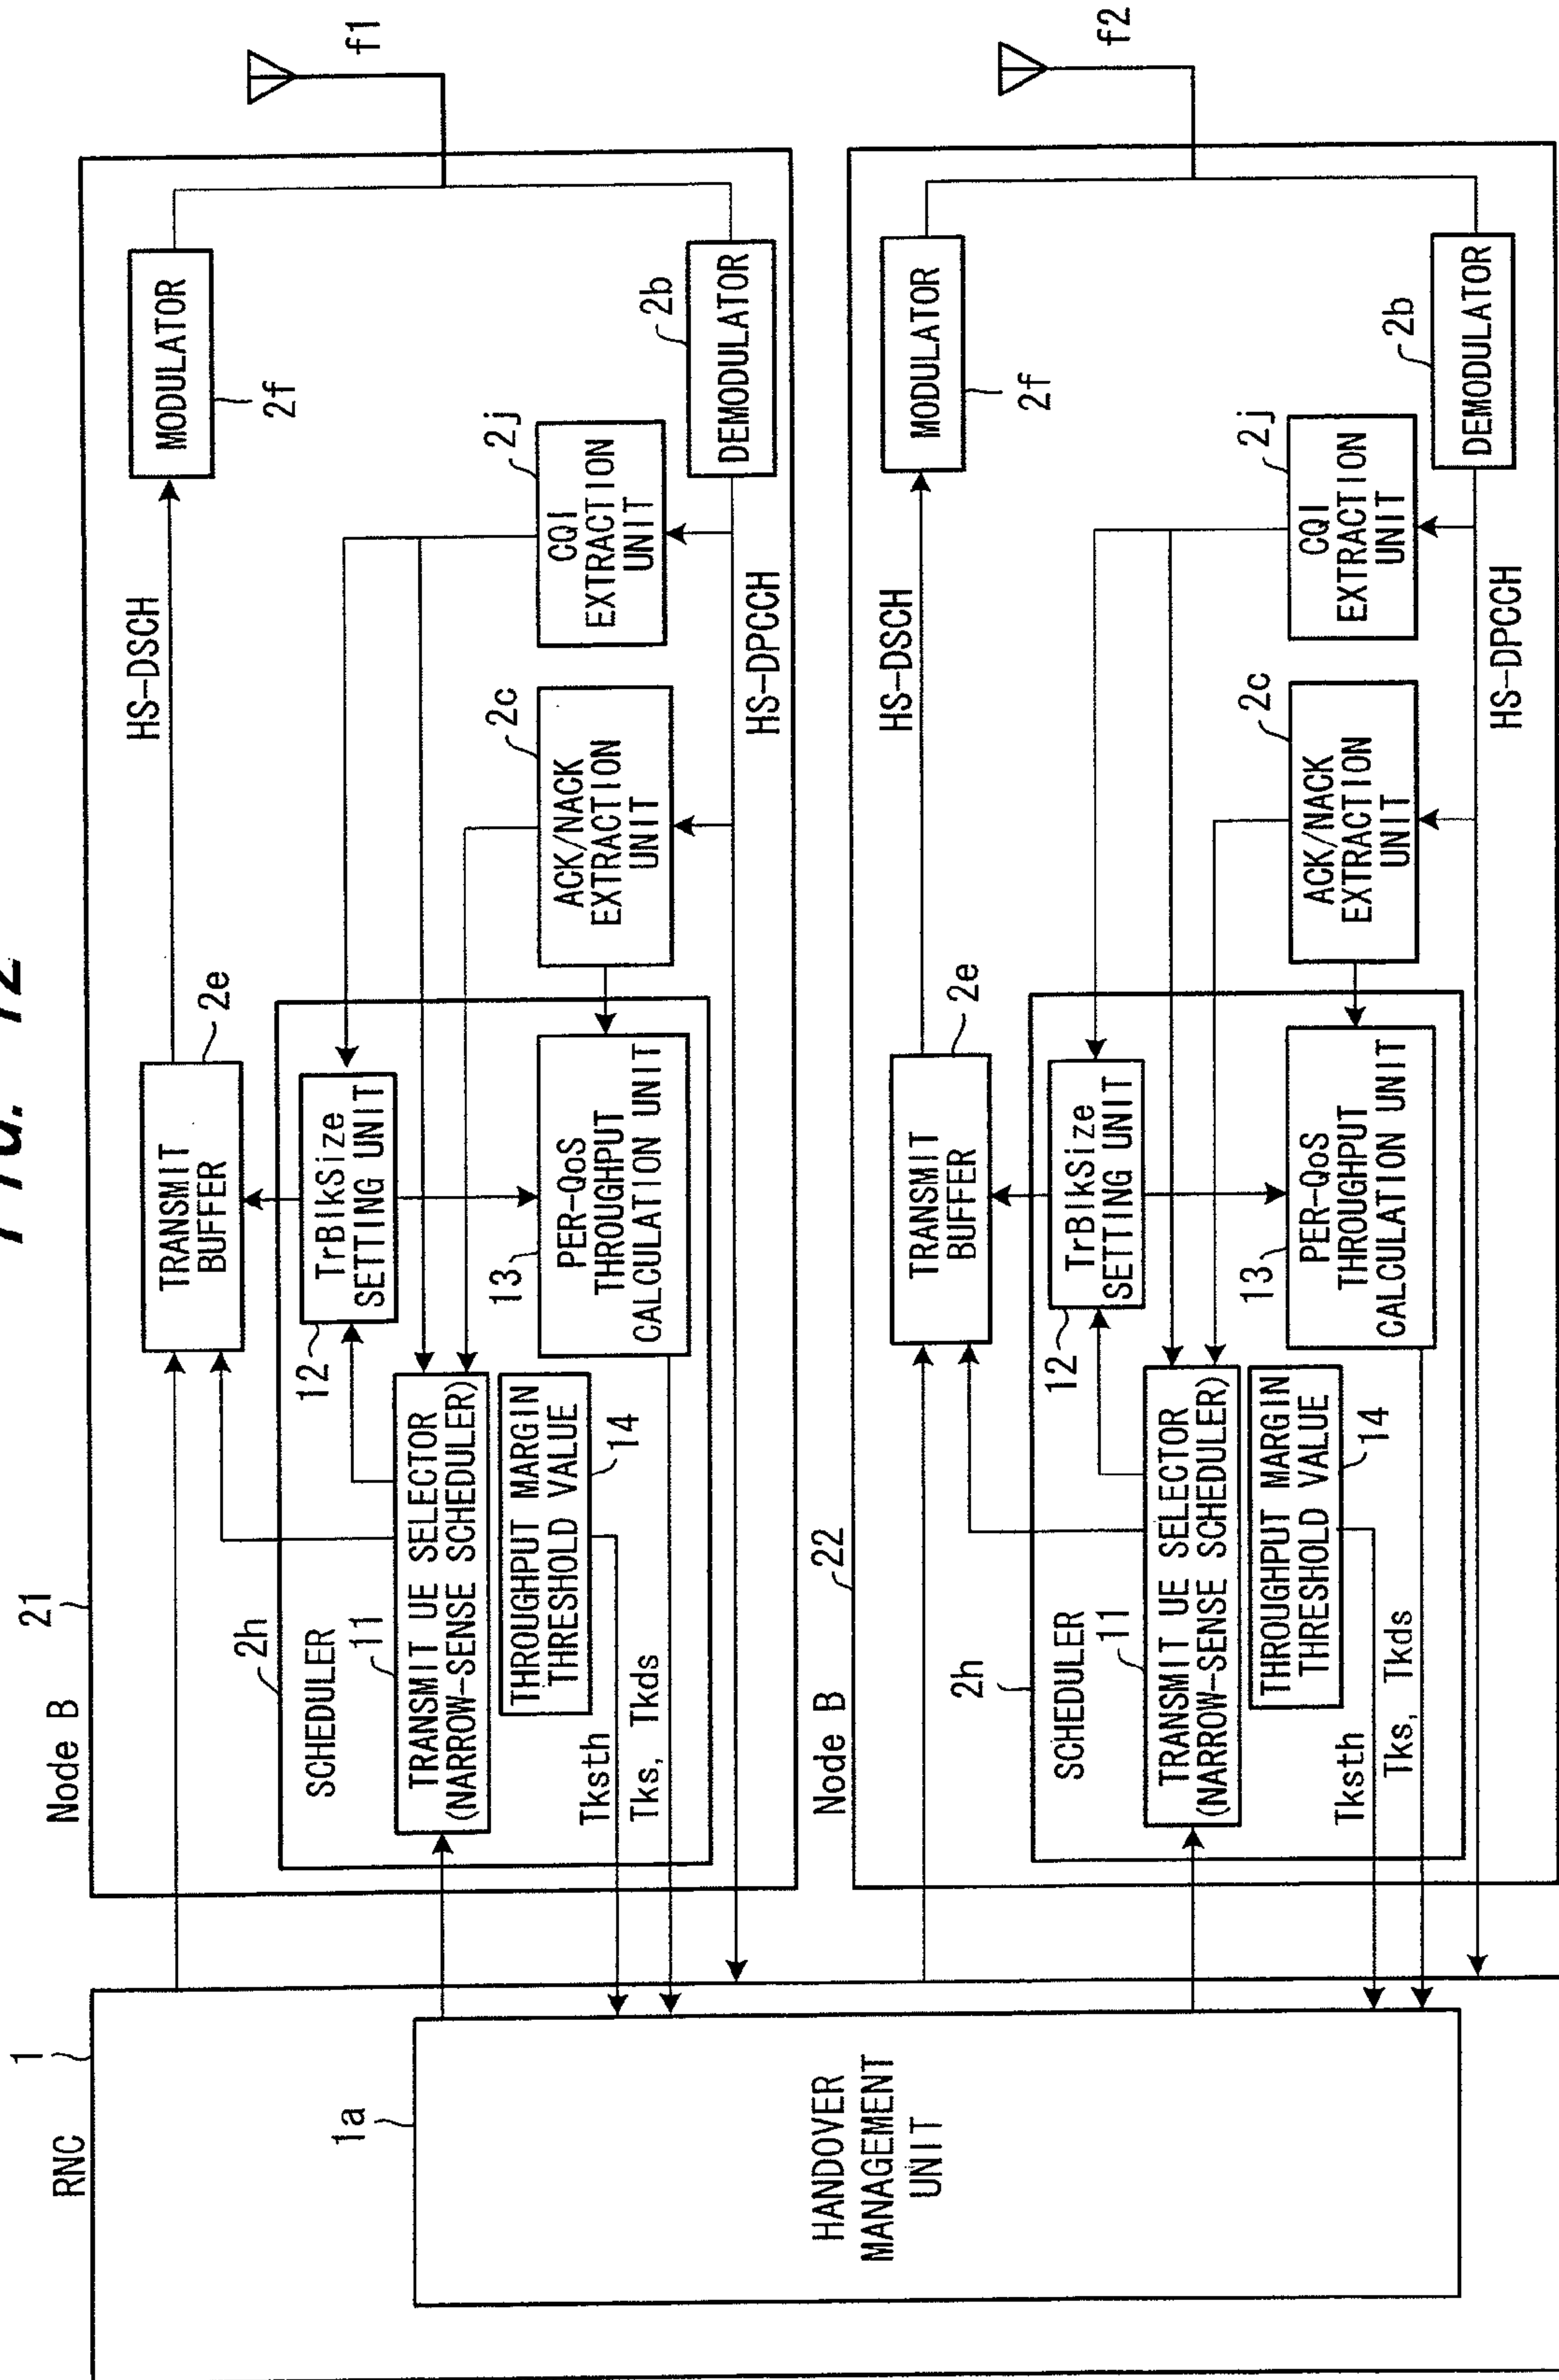 FIG. 12
RNC
1
1a
HANDOVER
MANAGEMENT
UNIT
Node B
21
2h
SCHEDULER
11
TRANSMIT UE SELECTOR
(NARROW-SENSE SCHEDULER)
THROUGHPUT MARGIN
THRESHOLD VALUE
14
Tksth
Tks, Tkds
12
TrBlkSize
SETTING UNIT
13
PER-QoS
THROUGHPUT
CALCULATION UNIT
TRANSMIT
BUFFER
2e
HS-DSCH
ACK/NACK
EXTRACTION
UNIT
2c
CQI
EXTRACTION
UNIT
2j
HS-DPCCH
MODULATOR
2f
DEMODULATOR
2b
f1
Node B
22
2h
SCHEDULER
11
TRANSMIT UE SELECTOR
(NARROW-SENSE SCHEDULER)
THROUGHPUT MARGIN
THRESHOLD VALUE
14
Tksth
Tks, Tkds
12
TrBlkSize
SETTING UNIT
13
PER-QoS
THROUGHPUT
CALCULATION UNIT
TRANSMIT
BUFFER
2e
HS-DSCH
ACK/NACK
EXTRACTION
UNIT
2c
CQI
EXTRACTION
UNIT
2j
HS-DPCCH
MODULATOR
2f
DEMODULATOR
2b
f2